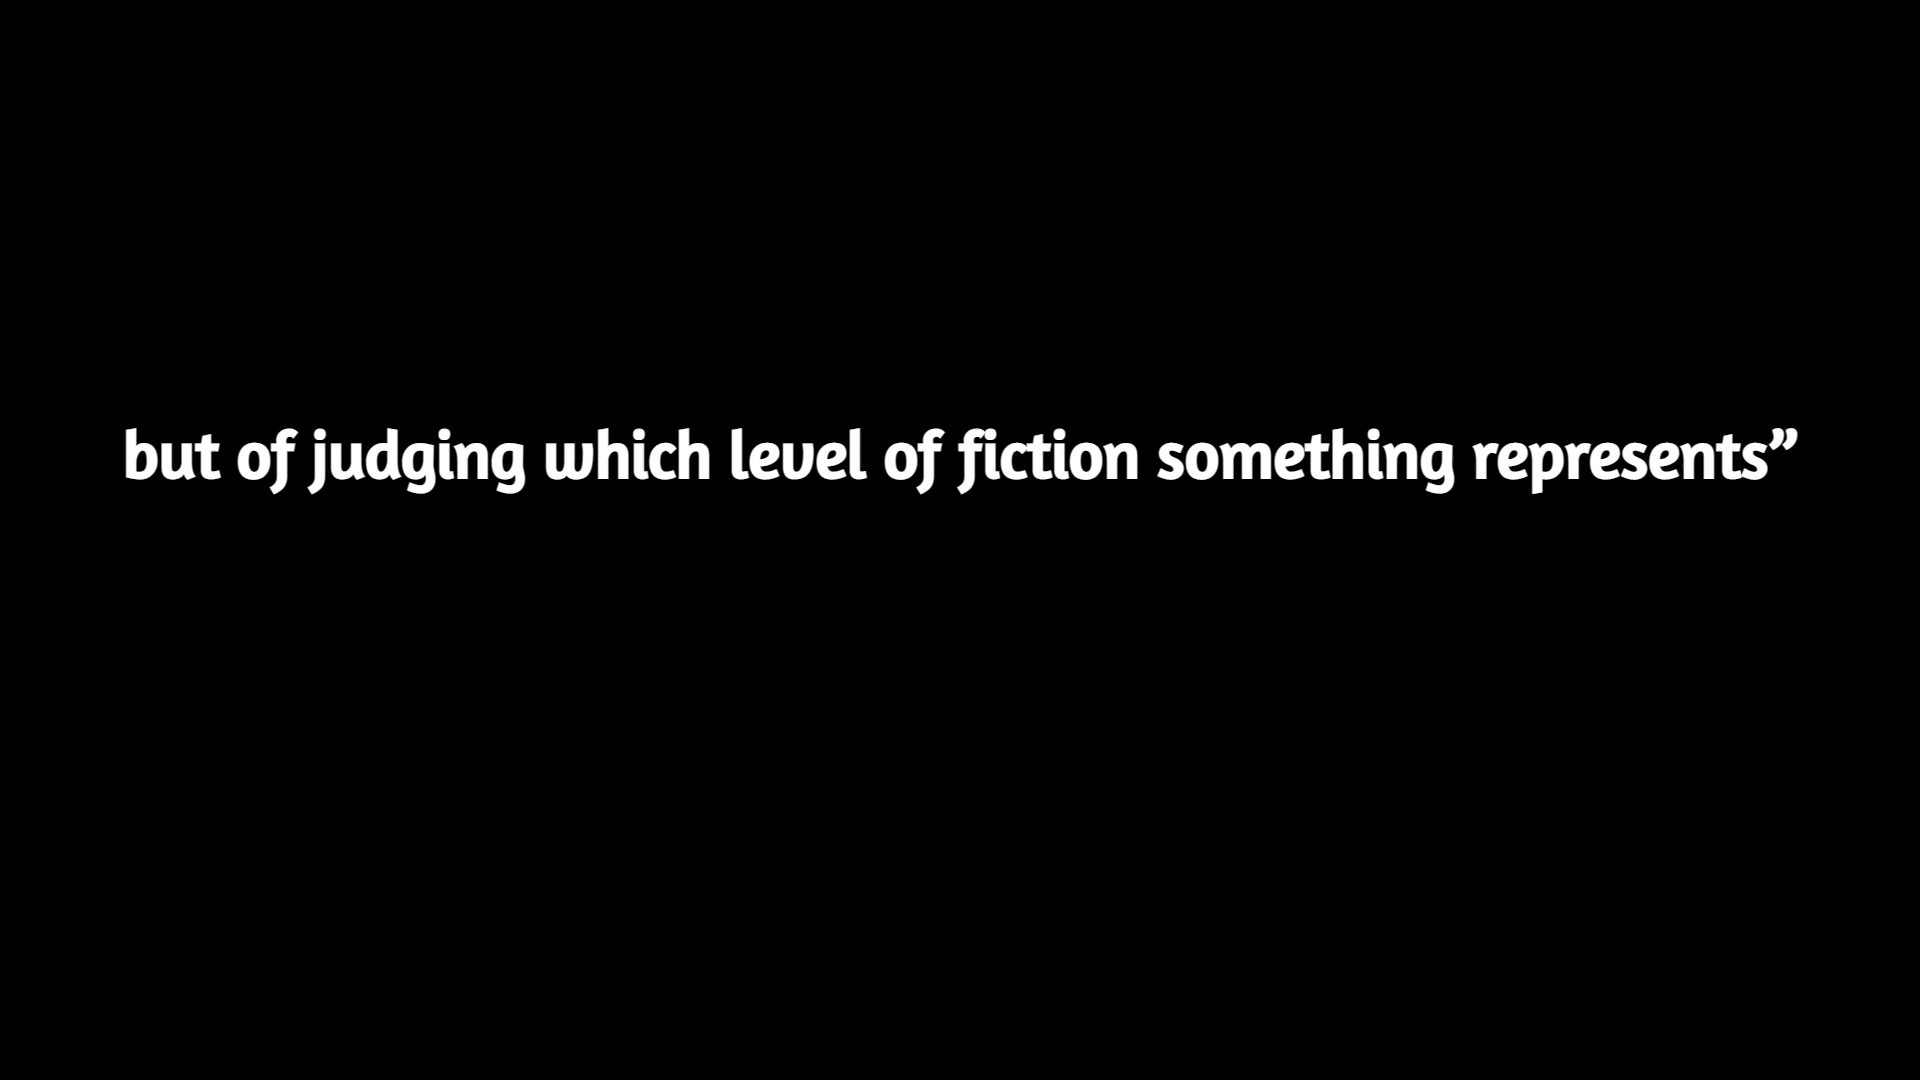 but of judging which level of fiction something represents”